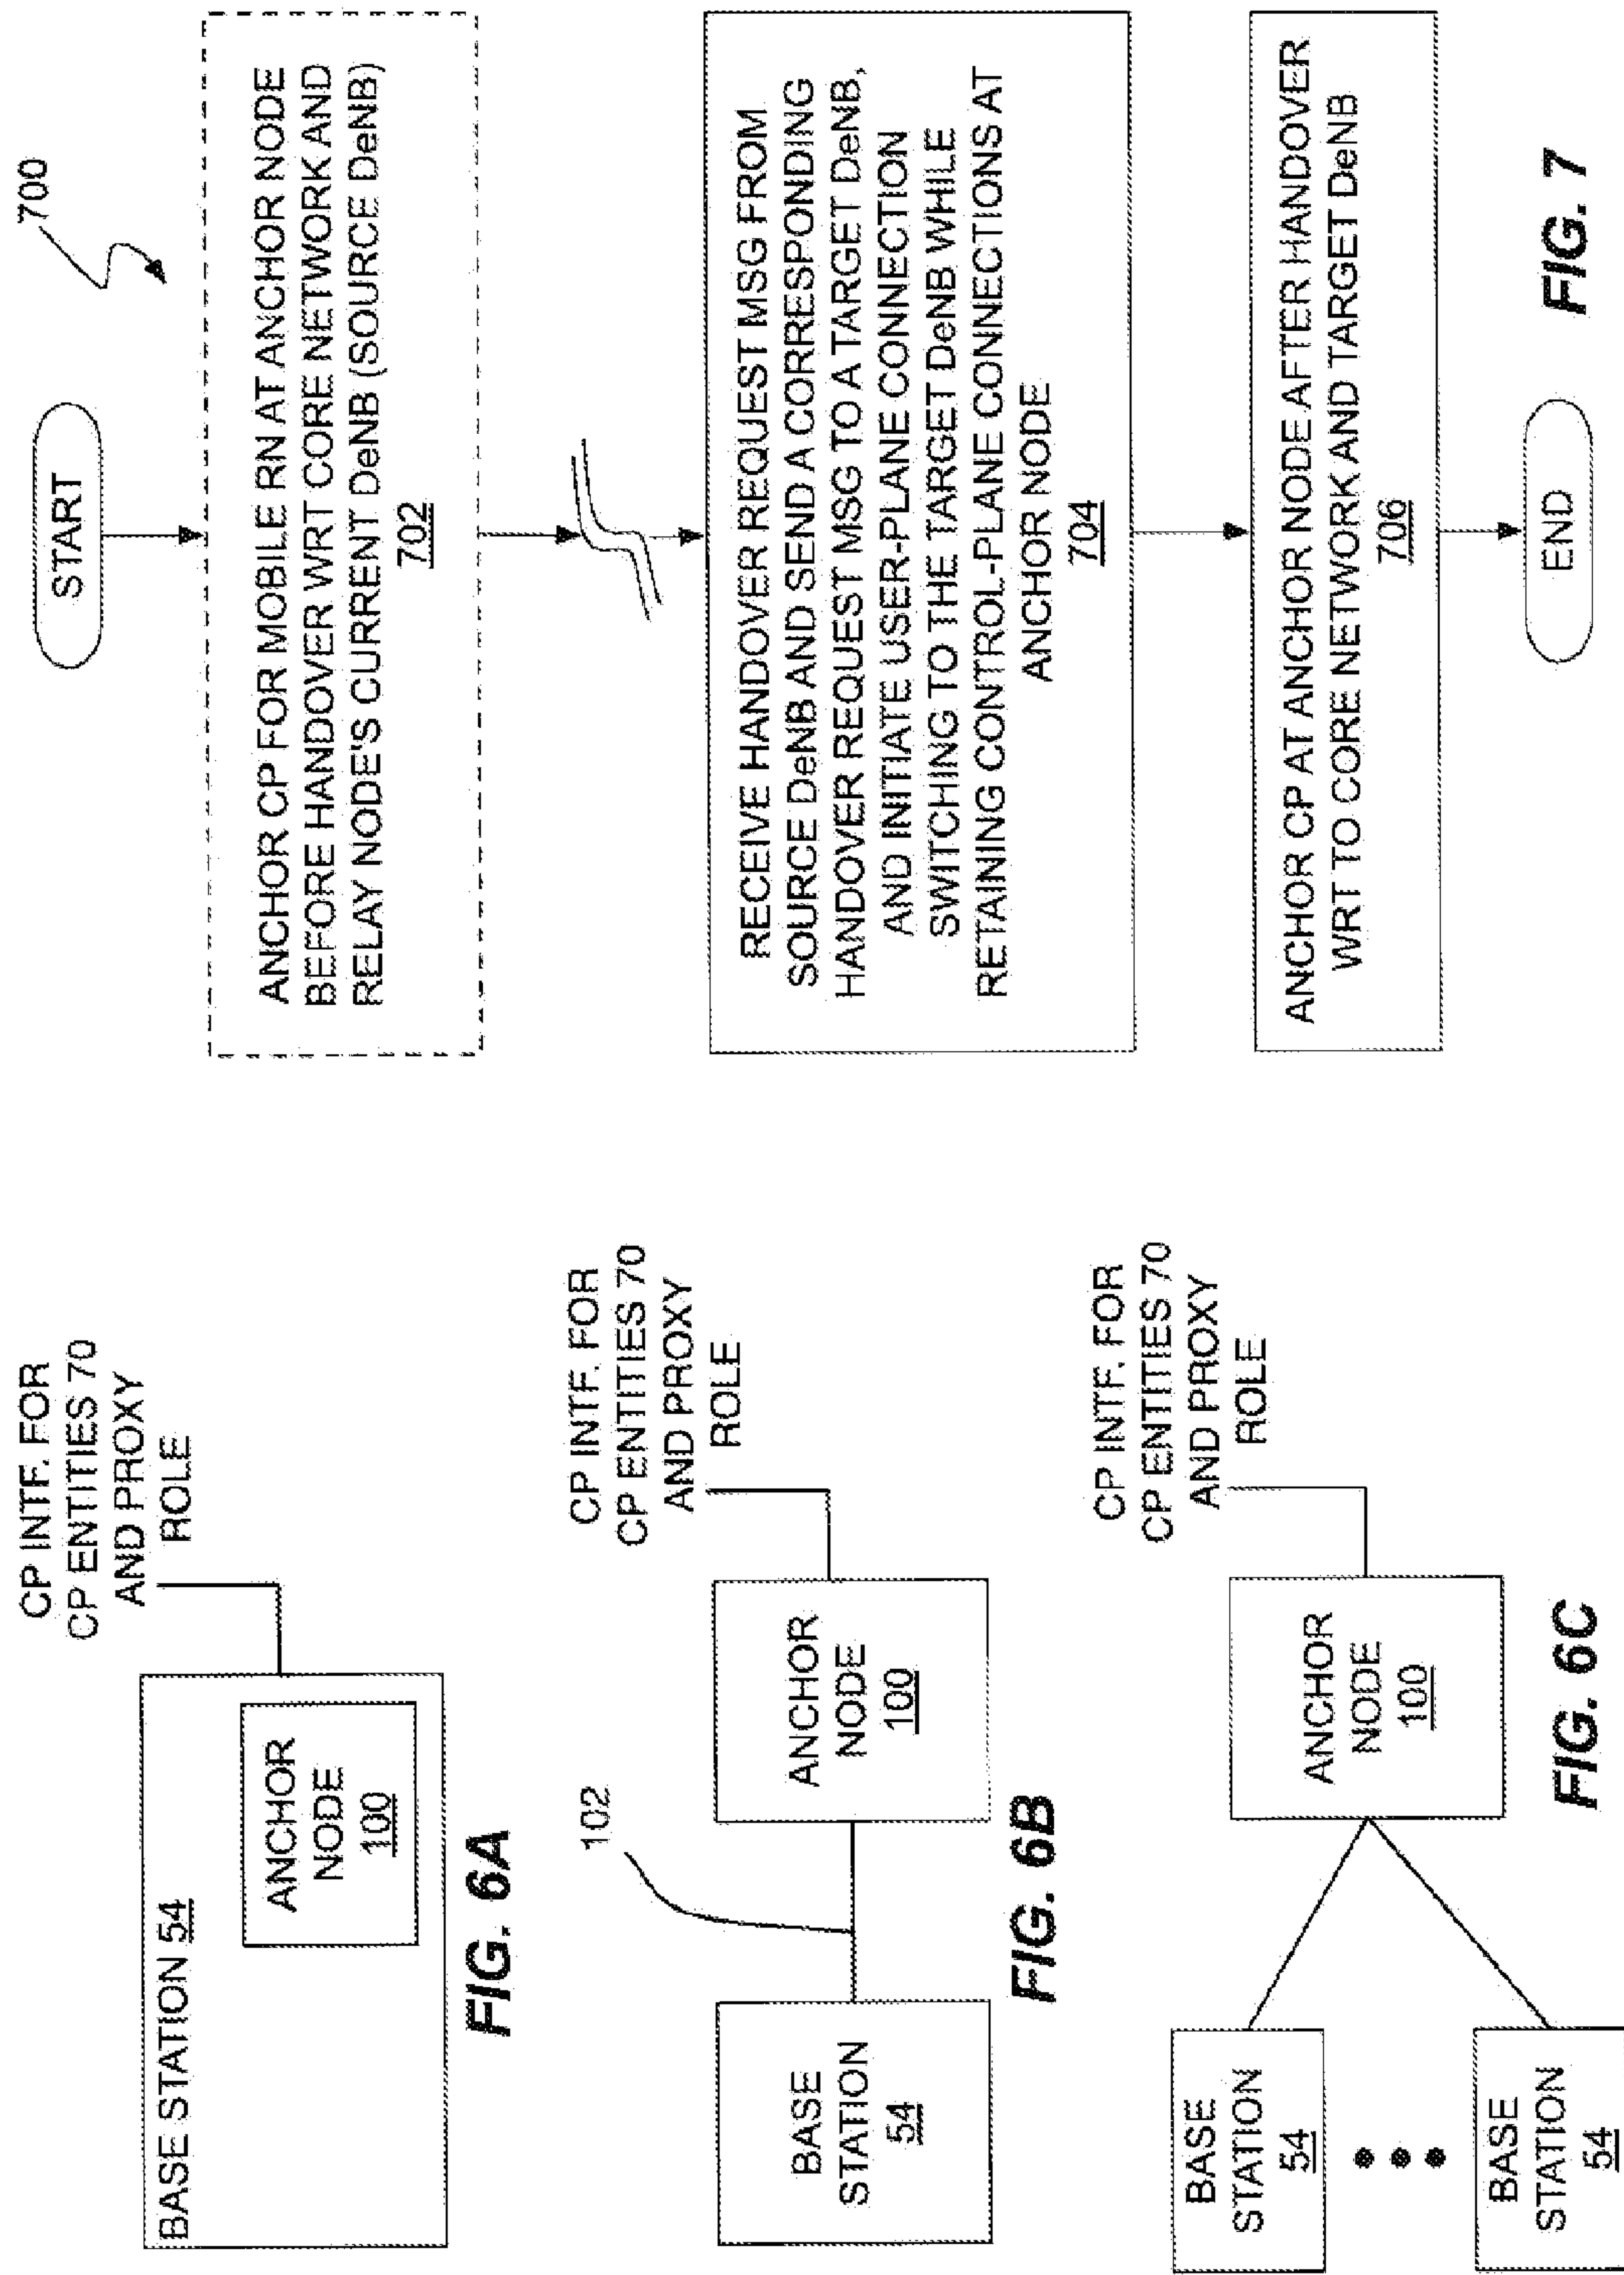 BASE STATION 54
ANCHOR
NODE
100
CP INTF. FOR
CP ENTITIES 70
AND PROXY
ROLE
FIG. 6A
BASE
STATION
54
102
ANCHOR
NODE
100
CP INTF. FOR
CP ENTITIES 70
AND PROXY
ROLE
FIG. 6B
BASE
STATION
54
BASE
STATION
54
ANCHOR
NODE
100
CP INTF. FOR
CP ENTITIES 70
AND PROXY
ROLE
FIG. 6C
700
START
ANCHOR CP FOR MOBILE RN AT ANCHOR NODE
BEFORE HANDOVER WRT CORE NETWORK AND
RELAY NODE'S CURRENT DeNB (SOURCE DeNB)
702
RECEIVE HANDOVER REQUEST MSG FROM
SOURCE DeNB AND SEND A CORRESPONDING
HANDOVER REQUEST MSG TO A TARGET DeNB,
AND INITIATE USER-PLANE CONNECTION
SWITCHING TO THE TARGET DeNB WHILE
RETAINING CONTROL-PLANE CONNECTIONS AT
ANCHOR NODE
704
ANCHOR CP AT ANCHOR NODE AFTER HANDOVER
WRT TO CORE NETWORK AND TARGET DeNB
706
END
FIG. 7